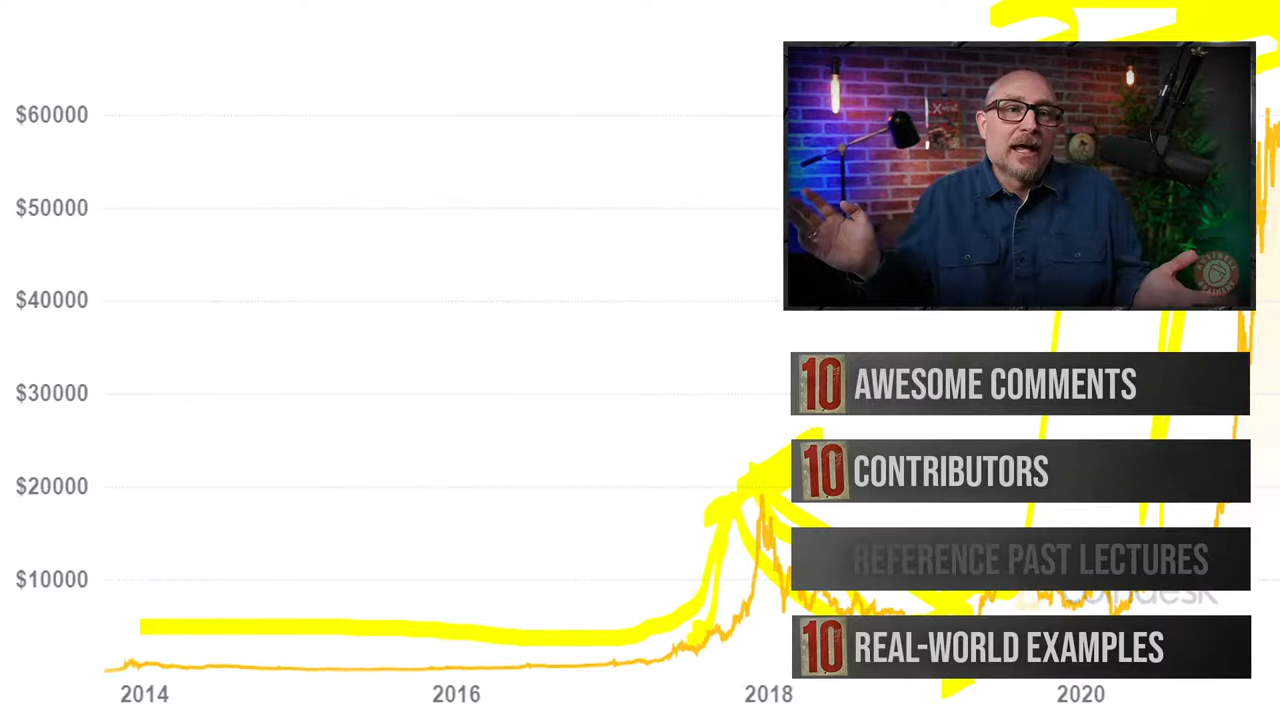 $60000
$50000
$40000
$30000
$20000
$10000
2014 2016 2018 2020
10 AWESOME COMMENTS
10 CONTRIBUTORS
REFERENCE PAST LECTURES
10 REAL-WORLD EXAMPLES